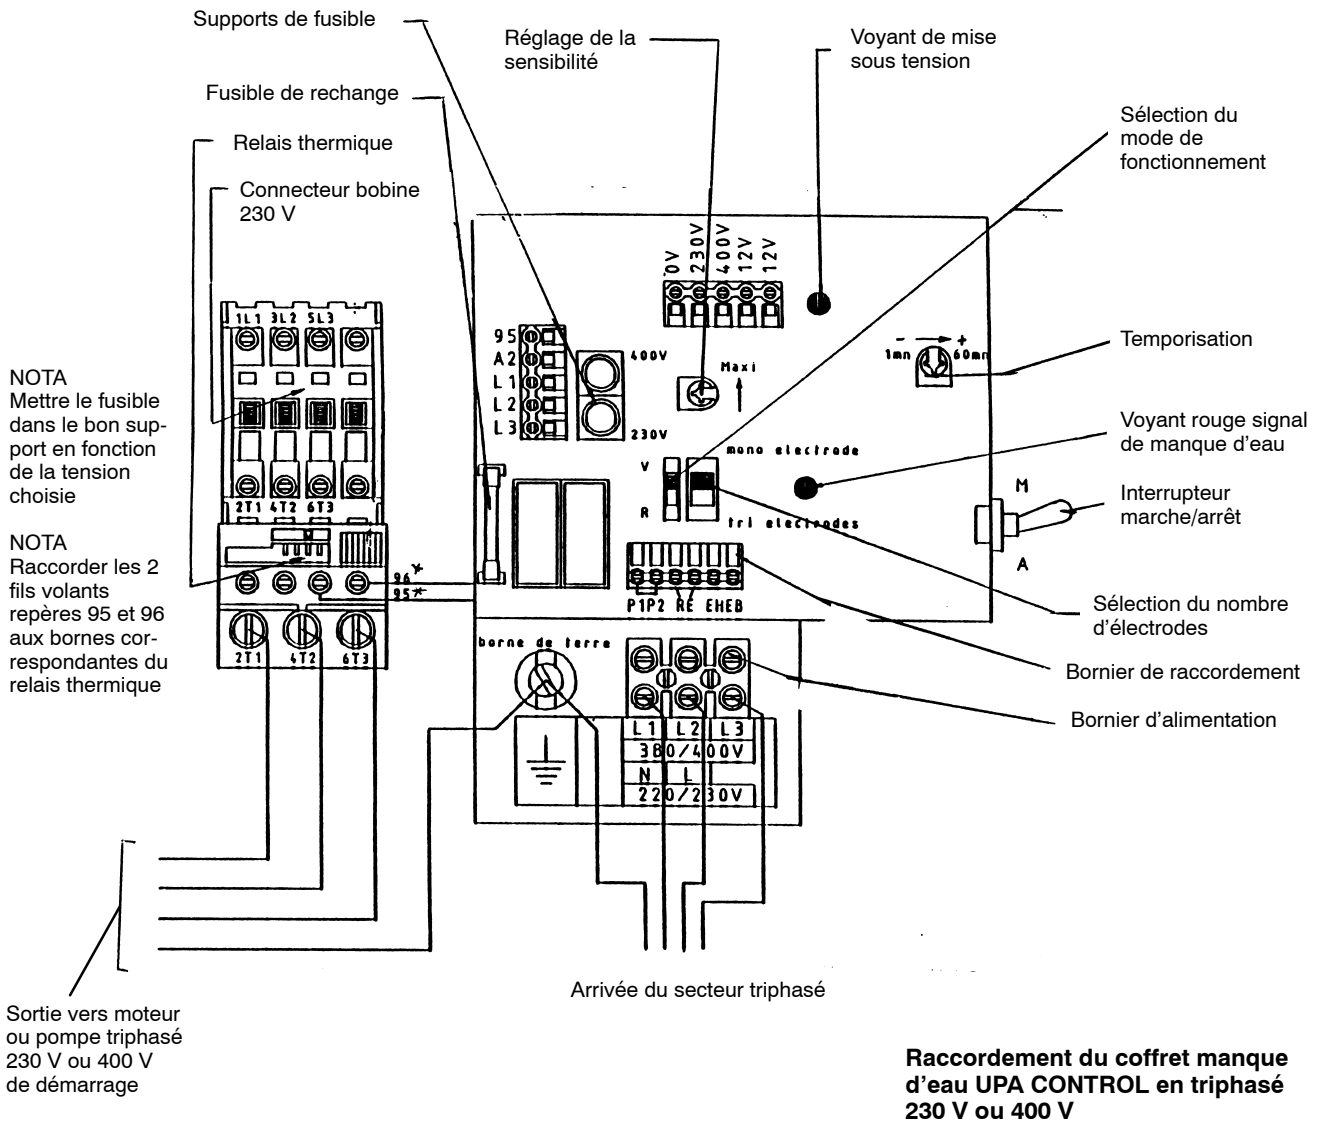 Supports de fusible
Réglage de la
sensibilité
Voyant de mise
sous tension
Fusible de rechange
Sélection du
mode de
fonctionnement
Relais thermique
Connecteur bobine
230 V
0V
230V
400V
12V
12V
1L1 3L2 5L3
95
A2
L1
L2
L3
400V
230V
Maxi
- +
1mn 60mn
Temporisation
NOTA
Mettre le fusible
dans le bon sup-
port en fonction
de la tension
choisie
Voyant rouge signal
de manque d'eau
mono electrode
V
R
tri electrodes
M
A
Interrupteur
marche/arrêt
2T1 4T2 6T3
NOTA
Raccorder les 2
fils volants
repères 95 et 96
aux bornes cor-
respondantes du
relais thermique
96*
95*
P1P2 RE EHEB
Sélection du nombre
d'électrodes
2T1 4T2 6T3
borne de terre
Bornier de raccordement
Bornier d'alimentation
L1 L2 L3
380/400V
N L
220/230V
Arrivée du secteur triphasé
Sortie vers moteur
ou pompe triphasé
230 V ou 400 V
de démarrage
Raccordement du coffret manque
d'eau UPA CONTROL en triphasé
230 V ou 400 V